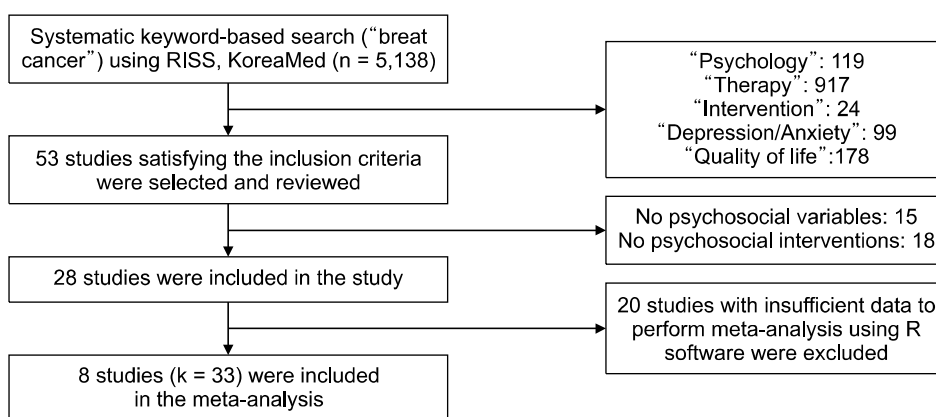 Systematic keyword-based search (“breat
cancer”) using RISS, KoreaMed (n = 5,138)
“Psychology”: 119
“Therapy”: 917
“Intervention”: 24
“Depression/Anxiety”: 99
“Quality of life”:178
53 studies satisfying the inclusion criteria
were selected and reviewed
No psychosocial variables: 15
No psychosocial interventions: 18
28 studies were included in the study
20 studies with insufficient data to
perform meta-analysis using R
software were excluded
8 studies (k = 33) were included
in the meta-analysis